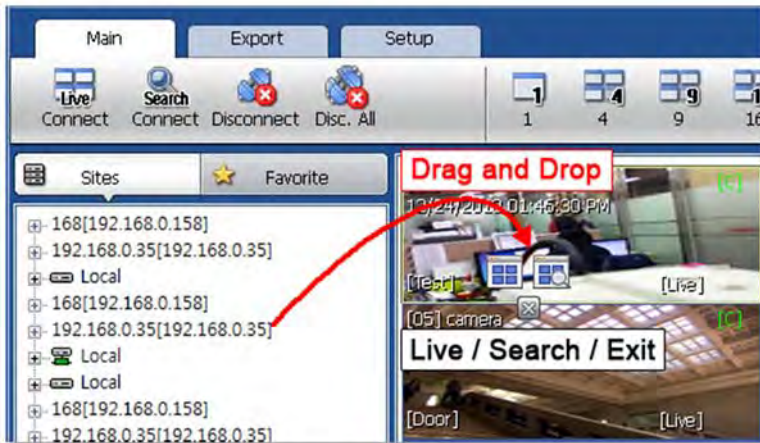 Main
Export
Setup
Live
Connect
Search
Connect
Disconnect
Disc. All
1
1
4
4
9
9
16
Sites
Favorite
Drag and Drop
[C]
168[192.168.0.158]
192.168.0.35[192.168.0.35]
Local
168[192.168.0.158]
192.168.0.35[192.168.0.35]
Local
Local
168[192.168.0.158]
192.168.0.35[192.168.0.35]
12/24/2013 01:46:30 PM
[Test]
[Live]
[05] camera
[C]
Live / Search / Exit
[Door]
[Live]